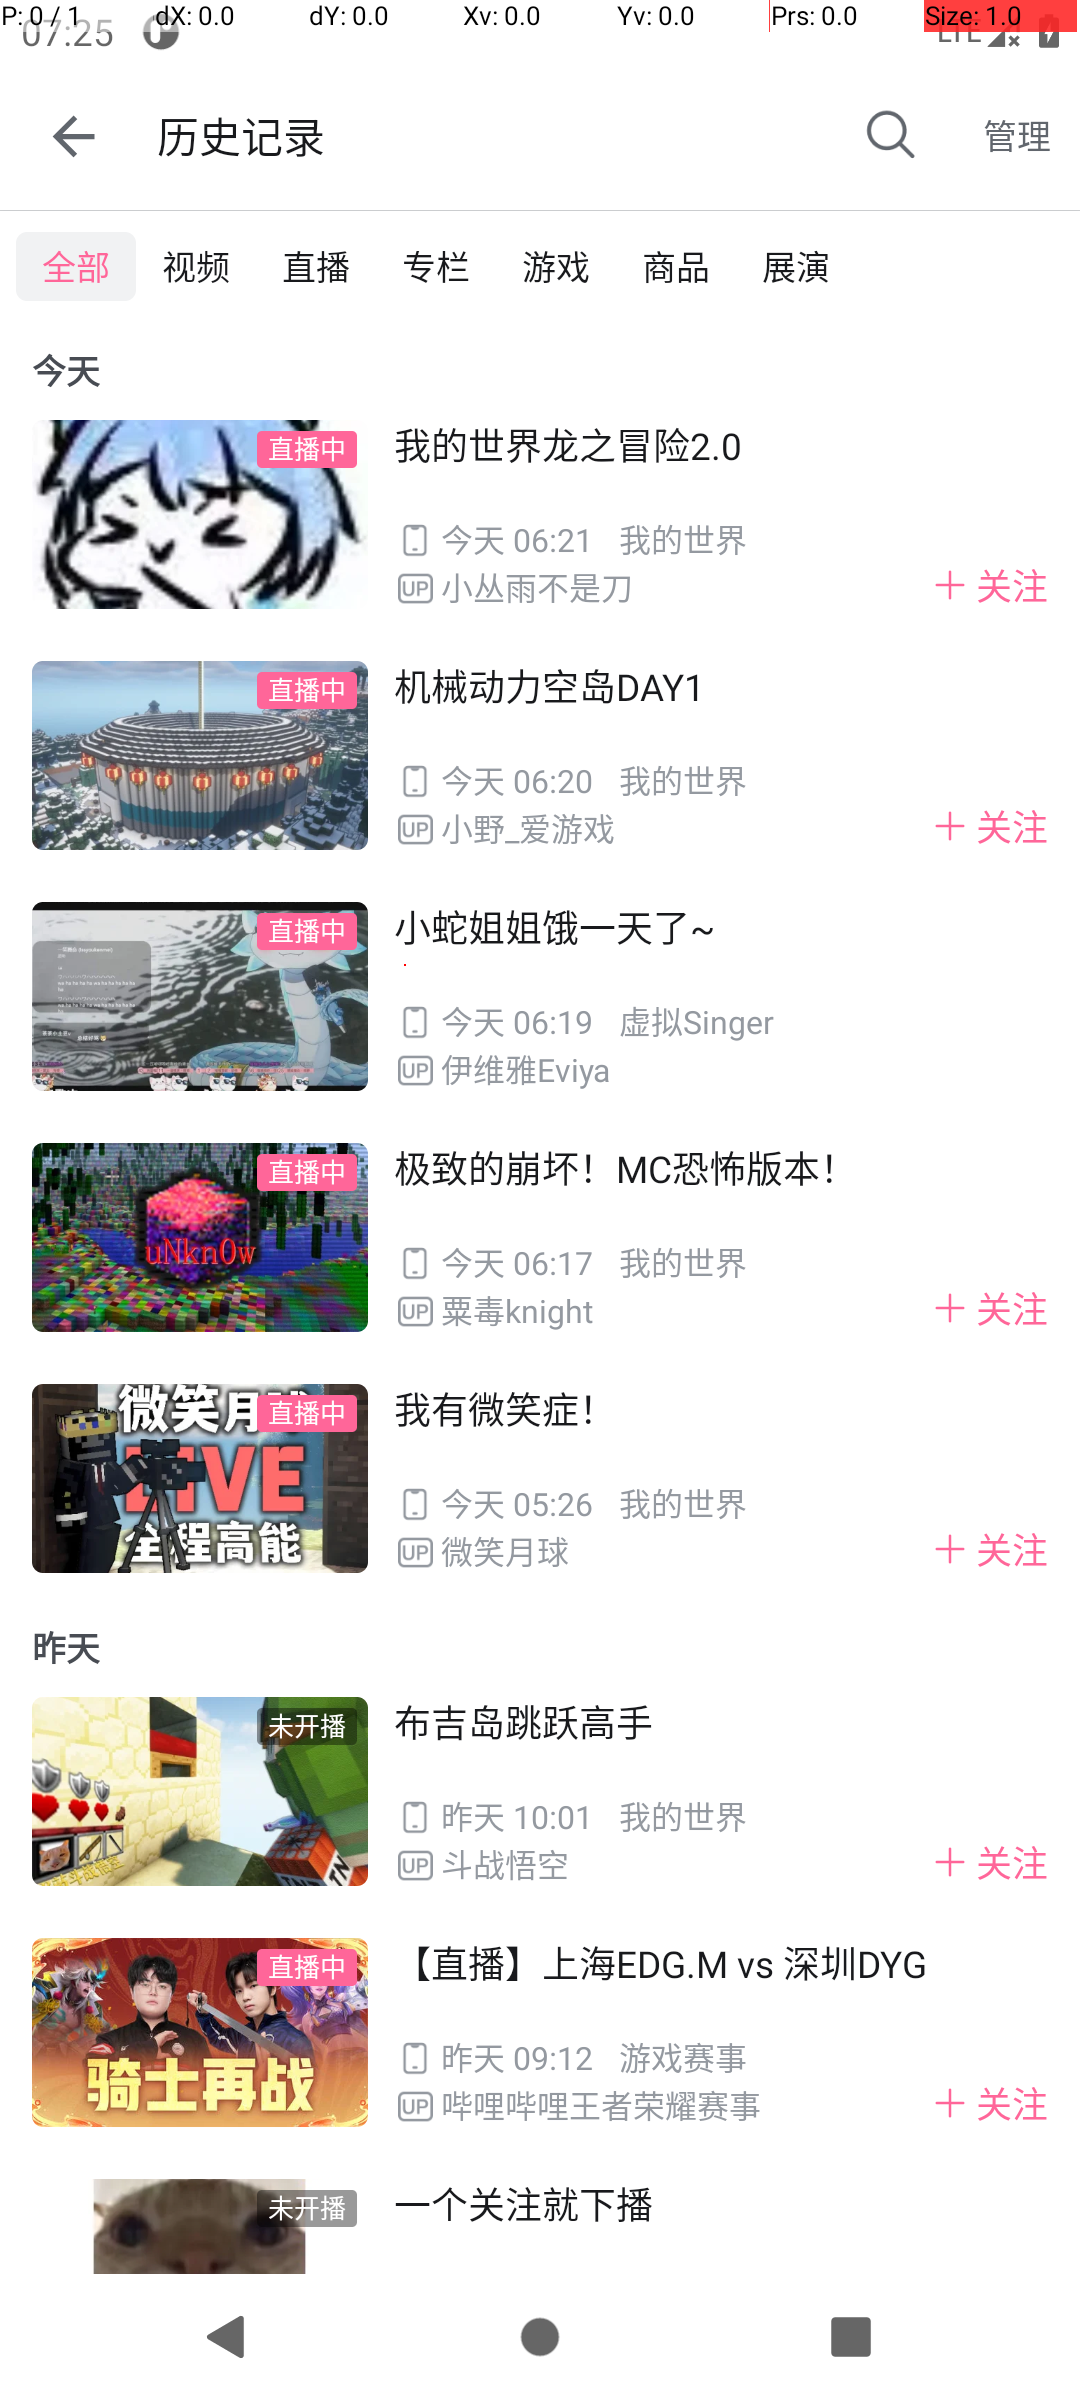 P: 0 / 1 dX: 0.0 dY: 0.0 Xv: 0.0 Yv: 0.0 Prs: 0.0 Size: 1.0
07:25 LTE
历史记录 管理
全部 视频 直播 专栏 游戏 商品 展演
今天
直播中
我的世界龙之冒险2.0
今天 06:21 我的世界
UP 小丛雨不是刀
+ 关注
直播中
机械动力空岛DAY1
今天 06:20 我的世界
UP 小野_爱游戏
+ 关注
直播中
小蛇姐姐饿一天了~
今天 06:19 虚拟Singer
UP 伊维雅Eviya
直播中
uNkn0w
极致的崩坏！MC恐怖版本！
今天 06:17 我的世界
UP 粟毒knight
+ 关注
微笑月球
直播中
LIVE
全程高能
我有微笑症！
今天 05:26 我的世界
UP 微笑月球
+ 关注
昨天
未开播
布吉岛跳跃高手
昨天 10:01 我的世界
UP 斗战悟空
+ 关注
直播中
骑士再战
【直播】上海EDG.M vs 深圳DYG
昨天 09:12 游戏赛事
UP 哔哩哔哩王者荣耀赛事
+ 关注
未开播
一个关注就下播